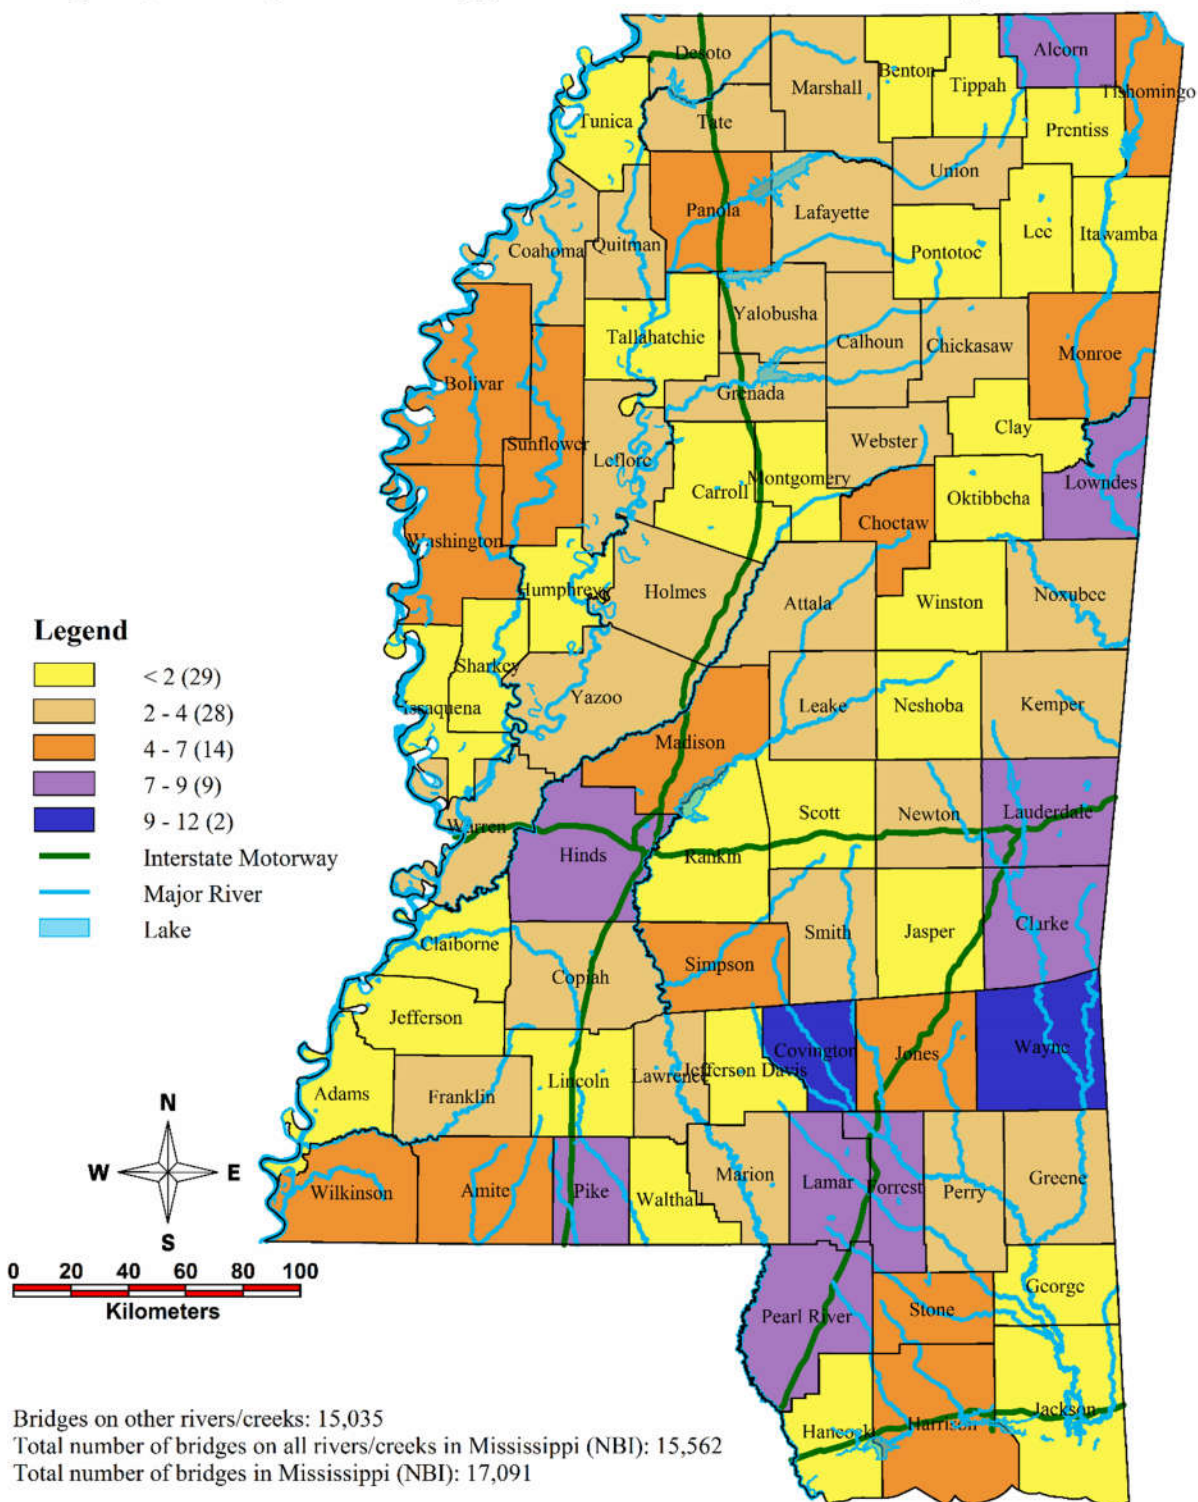 Desoto
Alcorn
Benton
Tippah
Marshall
Tishomingo
Tunica
Tate
Prentiss
Union
Panola
Lafayette
Lee
Itawamba
Coahoma
Quitman
Pontotoc
Yalobusha
Tallahatchie
Calhoun
Chickasaw
Monroe
Bolivar
Grenada
Clay
Sunflower
Webster
Leflore
Montgomery
Lowndes
Carroll
Oktibbeha
Choctaw
Washington
Humphreys
Holmes
Attala
Winston
Noxubee
Sharkey
Yazoo
Issaquena
Leake
Neshoba
Kemper
Madison
Scott
Newton
Lauderdale
Warren
Hinds
Rankin
Clarke
Smith
Jasper
Claiborne
Simpson
Copiah
Jefferson
Covington
Jones
Wayne
Jefferson Davis
Lincoln
Lawrence
Adams
Franklin
Marion
Greene
Wilkinson
Amite
Pike
Walthall
Lamar
Forrest
Perry
George
Pearl River
Stone
Jackson
Hancock
Harrison
Legend
< 2 (29)
2 - 4 (28)
4 - 7 (14)
7 - 9 (9)
9 - 12 (2)
Interstate Motorway
Major River
Lake
N
W
E
S
0 20 40 60 80 100
Kilometers
Bridges on other rivers/creeks: 15,035
Total number of bridges on all rivers/creeks in Mississippi (NBI): 15,562
Total number of bridges in Mississippi (NBI): 17,091